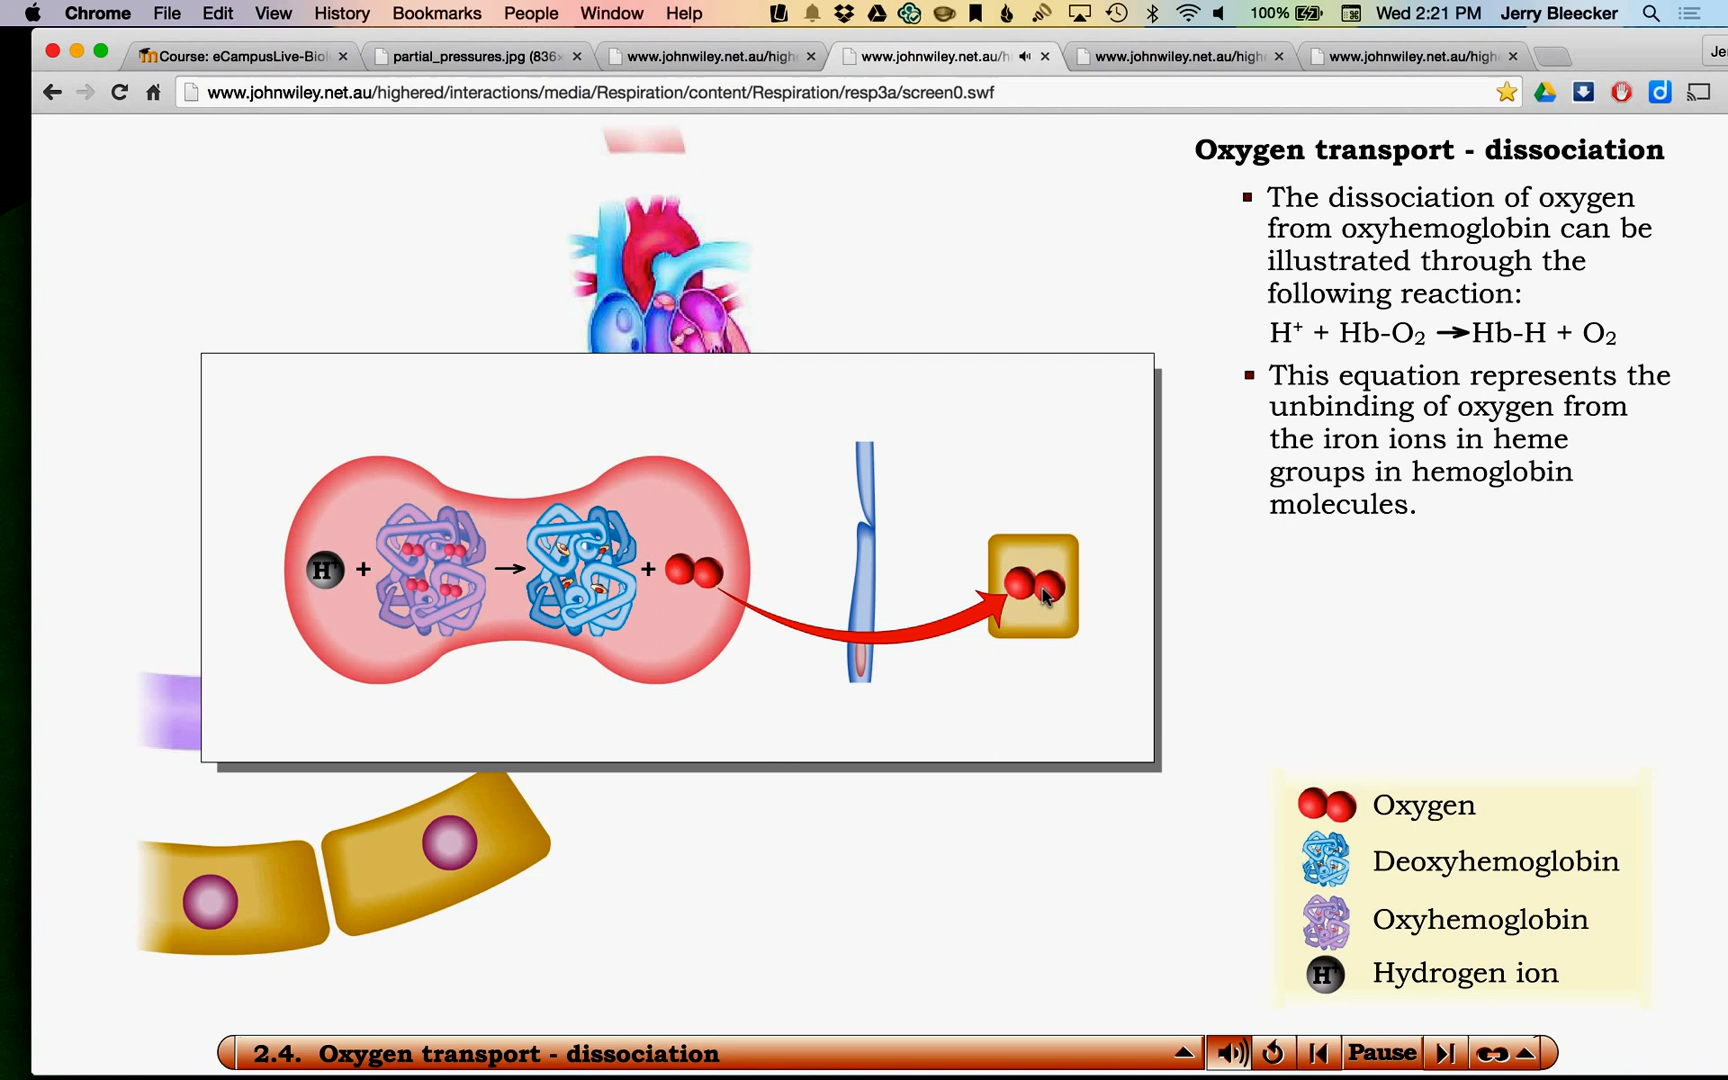 Chrome File Edit View History Bookmarks People Window Help 100% Wed 2:21 PM Jerry Bleecker
Course: eCampusLive-Biol partial_pressures.jpg (836× www.johnwiley.net.au/high www.johnwiley.net.au/h www.johnwiley.net.au/high www.johnwiley.net.au/high Je
www.johnwiley.net.au/highered/interactions/media/Respiration/content/Respiration/resp3a/screen0.swf
Oxygen transport - dissociation
The dissociation of oxygen
from oxyhemoglobin can be
illustrated through the
following reaction:
H⁺ + Hb-O₂ →Hb-H + O₂
This equation represents the
unbinding of oxygen from
the iron ions in heme
groups in hemoglobin
molecules.
H⁺ + → +
Oxygen
Deoxyhemoglobin
Oxyhemoglobin
H⁺ Hydrogen ion
2.4. Oxygen transport - dissociation Pause